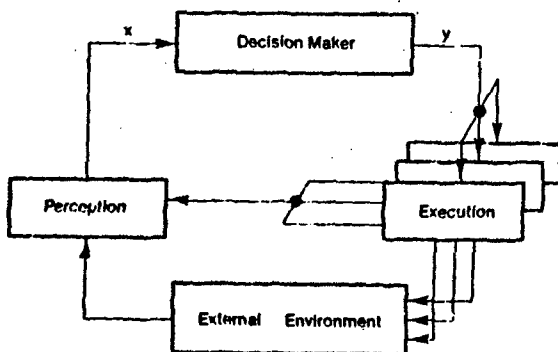 x
Decision Maker
y
Perception
Execution
External Environment